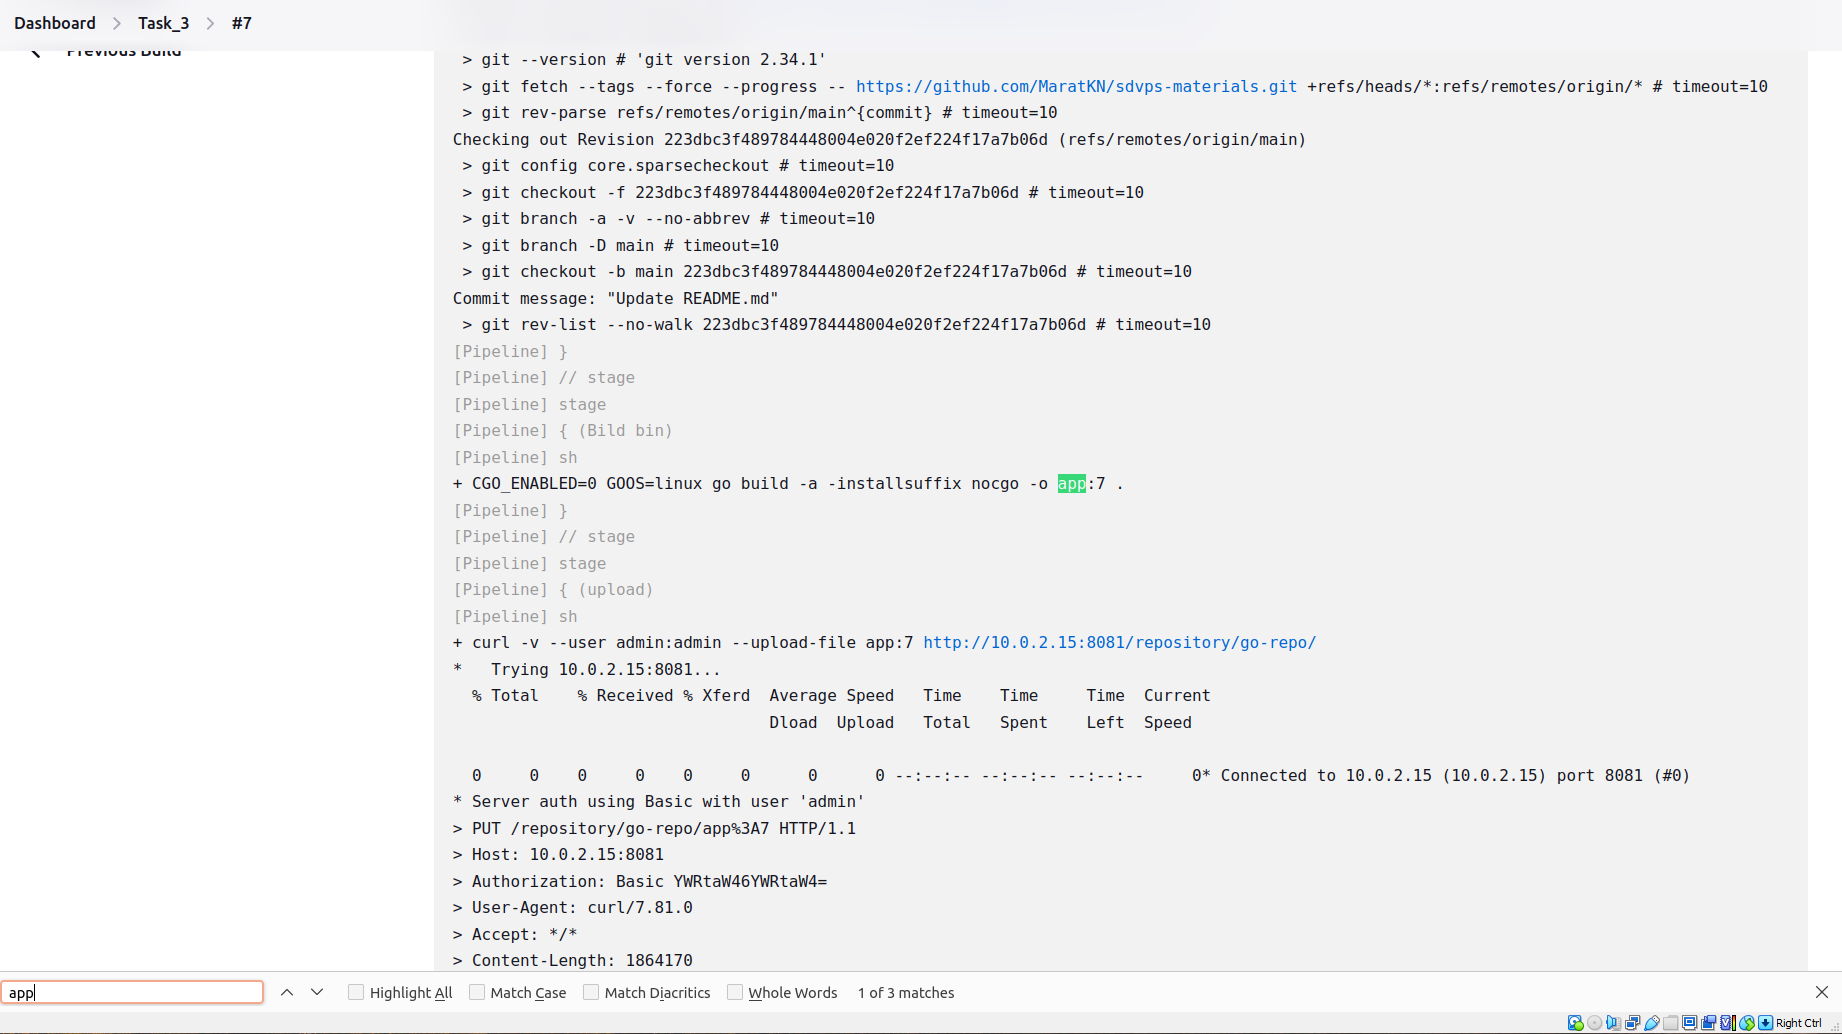 Dashboard > Task_3 > #7
Previous Build
> git --version # 'git version 2.34.1'
> git fetch --tags --force --progress -- https://github.com/MaratKN/sdvps-materials.git +refs/heads/*:refs/remotes/origin/* # timeout=10
> git rev-parse refs/remotes/origin/main^{commit} # timeout=10
Checking out Revision 223dbc3f489784448004e020f2ef224f17a7b06d (refs/remotes/origin/main)
> git config core.sparsecheckout # timeout=10
> git checkout -f 223dbc3f489784448004e020f2ef224f17a7b06d # timeout=10
> git branch -a -v --no-abbrev # timeout=10
> git branch -D main # timeout=10
> git checkout -b main 223dbc3f489784448004e020f2ef224f17a7b06d # timeout=10
Commit message: "Update README.md"
> git rev-list --no-walk 223dbc3f489784448004e020f2ef224f17a7b06d # timeout=10
[Pipeline] }
[Pipeline] // stage
[Pipeline] stage
[Pipeline] { (Bild bin)
[Pipeline] sh
+ CGO_ENABLED=0 GOOS=linux go build -a -installsuffix nocgo -o app:7 .
[Pipeline] }
[Pipeline] // stage
[Pipeline] stage
[Pipeline] { (upload)
[Pipeline] sh
+ curl -v --user admin:admin --upload-file app:7 http://10.0.2.15:8081/repository/go-repo/
*   Trying 10.0.2.15:8081...
% Total    % Received % Xferd  Average Speed   Time    Time     Time  Current
Dload  Upload   Total   Spent    Left  Speed
0     0    0     0    0     0      0      0 --:--:-- --:--:-- --:--:--     0* Connected to 10.0.2.15 (10.0.2.15) port 8081 (#0)
* Server auth using Basic with user 'admin'
> PUT /repository/go-repo/app%3A7 HTTP/1.1
> Host: 10.0.2.15:8081
> Authorization: Basic YWRtaW46YWRtaW4=
> User-Agent: curl/7.81.0
> Accept: */*
> Content-Length: 1864170
app Highlight All Match Case Match Diacritics Whole Words 1 of 3 matches
Right Ctrl